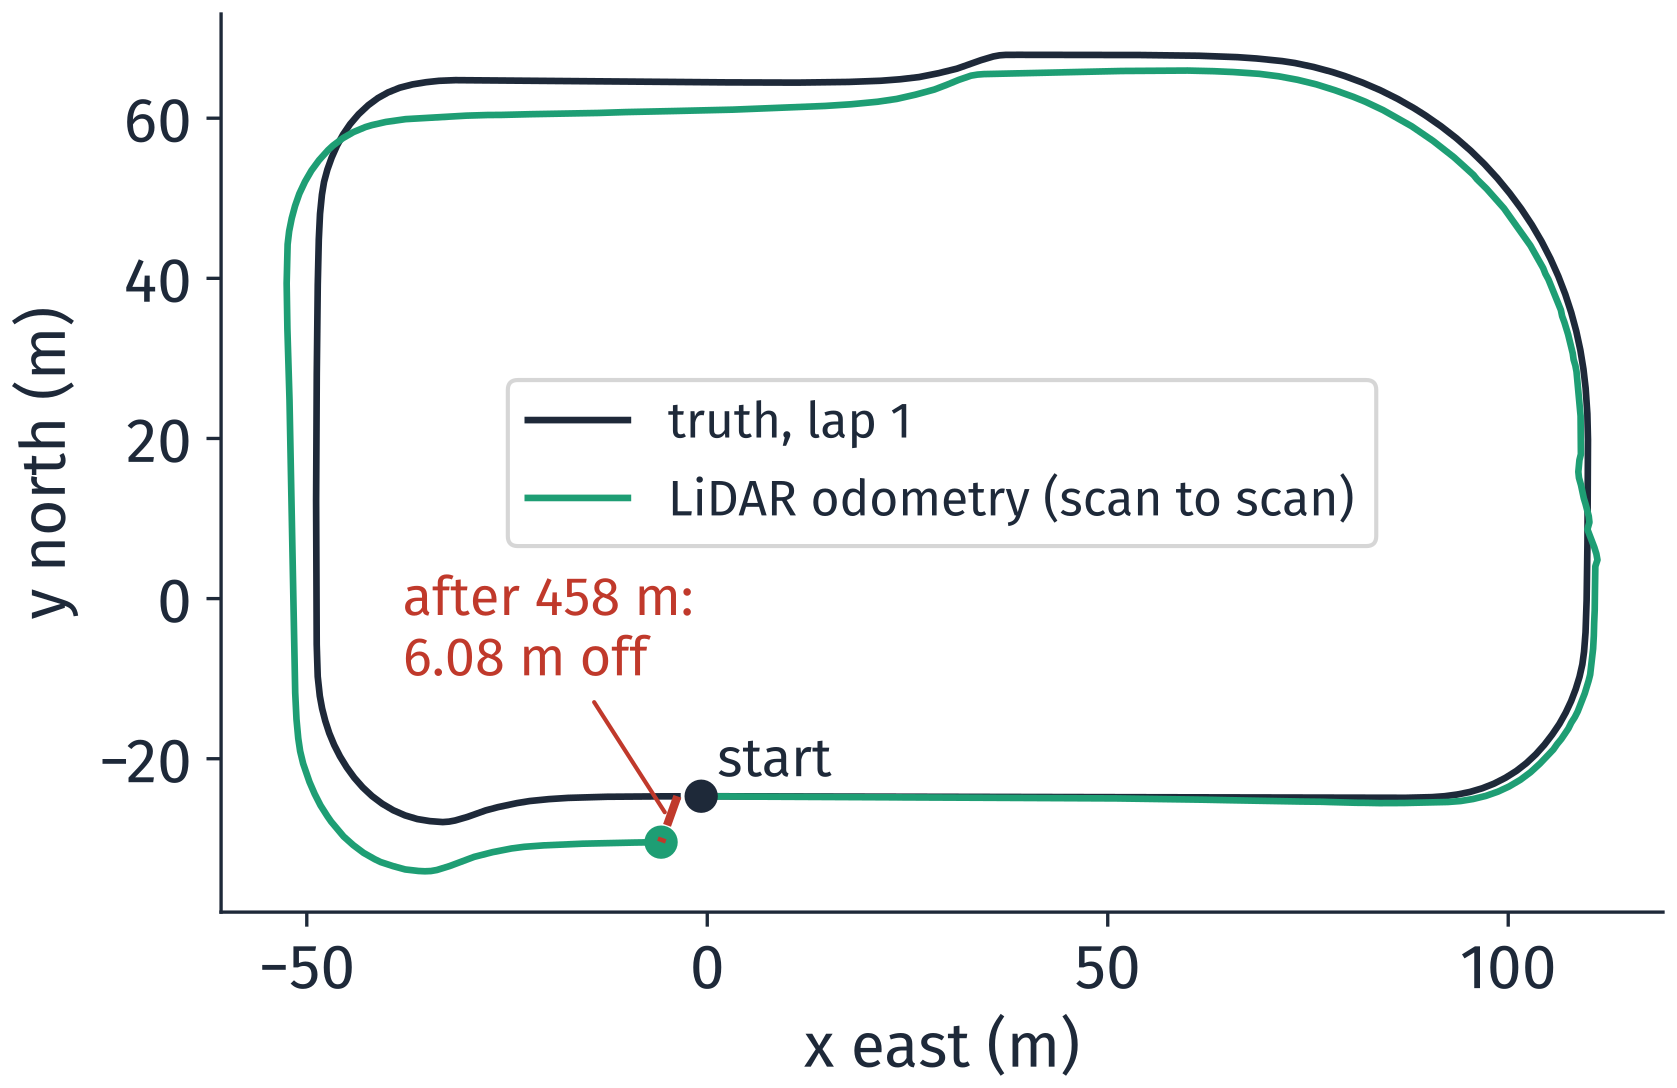 60
40
20
0
−20
y north (m)
truth, lap 1
LiDAR odometry (scan to scan)
after 458 m:
6.08 m off
start
−50
0
50
100
x east (m)